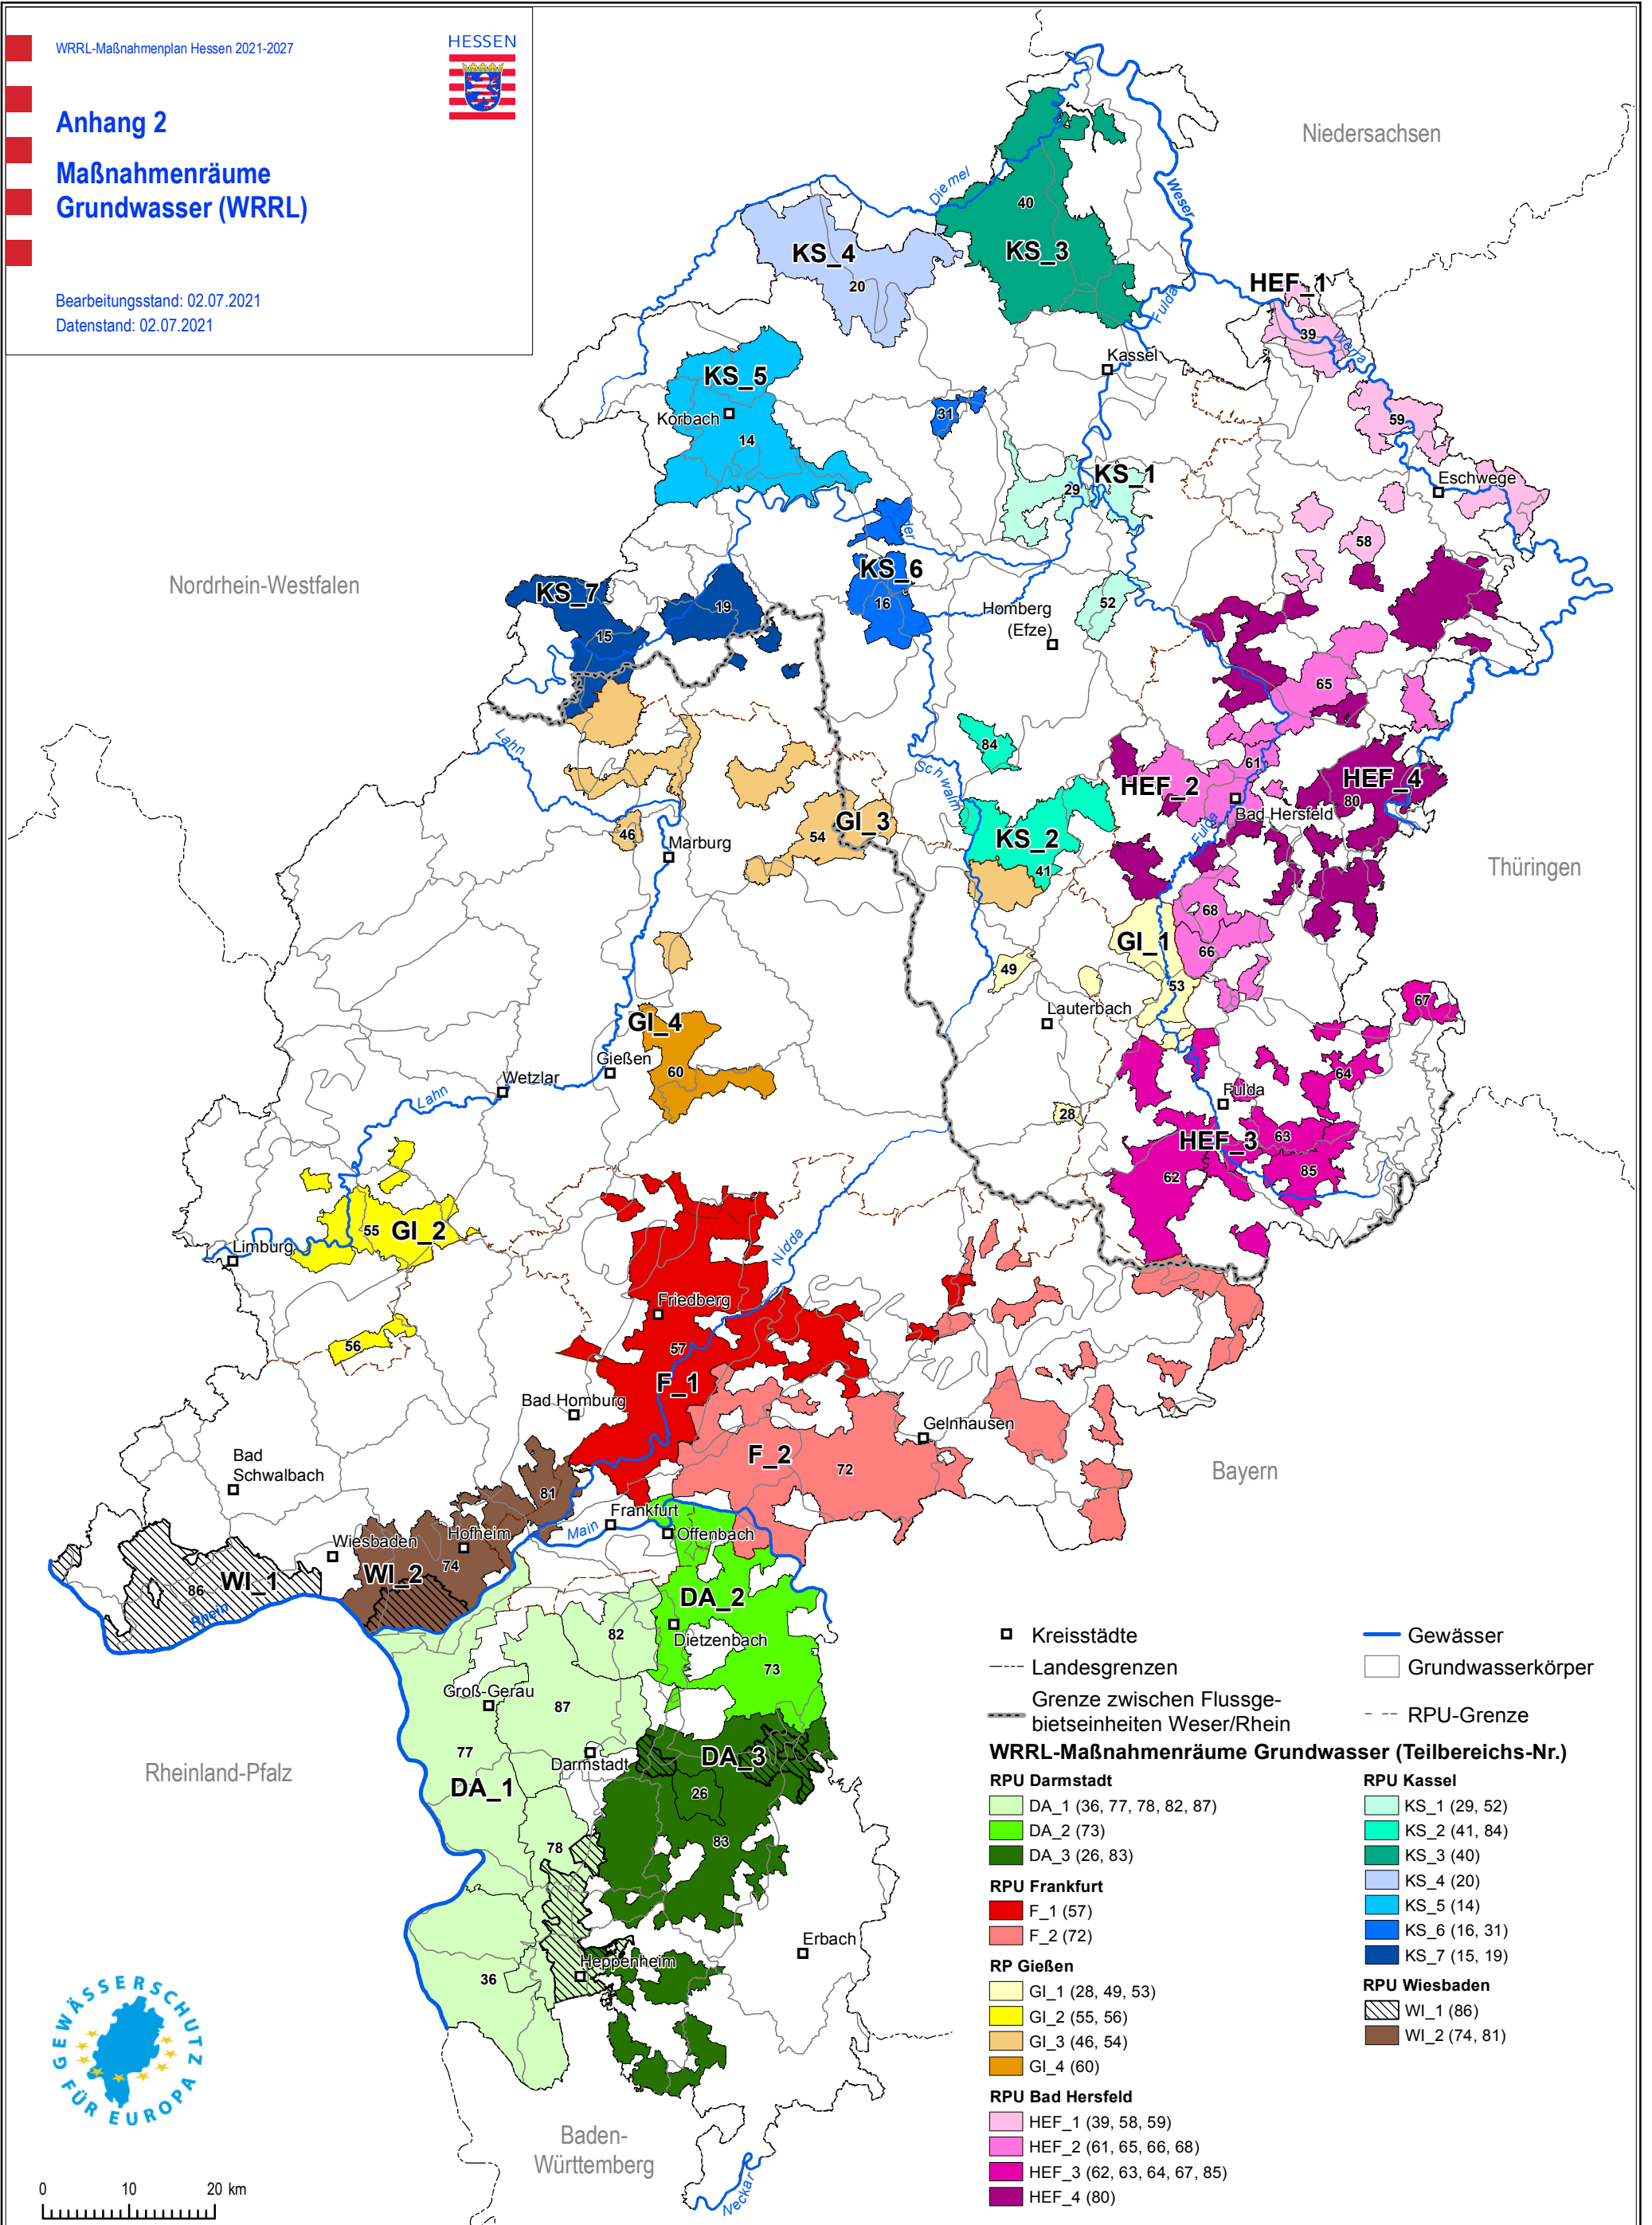 WRRL-Maßnahmenplan Hessen 2021-2027
HESSEN
Anhang 2
Maßnahmenräume
Grundwasser (WRRL)
Bearbeitungsstand: 02.07.2021
Datenstand: 02.07.2021
Niedersachsen
Diemel
Weser
40
KS_4
KS_3
20
HEF_1
Fulda
39
Werra
Kassel
KS_5
Korbach
14
31
59
KS_1
29
Eschwege
58
Nordrhein-Westfalen
KS_7
19
15
KS_6
16
Homberg
(Efze)
52
65
Lahn
84
Schwalm
61
HEF_2
HEF_4
80
Bad Hersfeld
Fulda
46
54
GI_3
KS_2
41
Marburg
Thüringen
68
GI_1
66
49
53
67
GI_4
Lauterbach
Gießen
60
Wetzlar
Lahn
64
Fulda
28
HEF_3
63
62
85
55
GI_2
Limburg
Nidda
Friedberg
56
57
F_1
Bad Homburg
Gelnhausen
F_2
72
Bayern
Bad
Schwalbach
81
Frankfurt
Main
Offenbach
Wiesbaden
Hofheim
74
WI_2
86
WI_1
Rhein
DA_2
82
Dietzenbach
73
Groß-Gerau
87
77
Darmstadt
DA_3
DA_1
26
83
78
Rheinland-Pfalz
Erbach
Heppenheim
36
Baden-
Württemberg
Neckar
GEWÄSSERSCHUTZ
FÜR EUROPA
0 10 20 km
Kreisstädte
Landesgrenzen
Grenze zwischen Flussge-
bietseinheiten Weser/Rhein
Gewässer
Grundwasserkörper
RPU-Grenze
WRRL-Maßnahmenräume Grundwasser (Teilbereichs-Nr.)
RPU Darmstadt
DA_1 (36, 77, 78, 82, 87)
DA_2 (73)
DA_3 (26, 83)
RPU Frankfurt
F_1 (57)
F_2 (72)
RP Gießen
GI_1 (28, 49, 53)
GI_2 (55, 56)
GI_3 (46, 54)
GI_4 (60)
RPU Bad Hersfeld
HEF_1 (39, 58, 59)
HEF_2 (61, 65, 66, 68)
HEF_3 (62, 63, 64, 67, 85)
HEF_4 (80)
RPU Kassel
KS_1 (29, 52)
KS_2 (41, 84)
KS_3 (40)
KS_4 (20)
KS_5 (14)
KS_6 (16, 31)
KS_7 (15, 19)
RPU Wiesbaden
WI_1 (86)
WI_2 (74, 81)